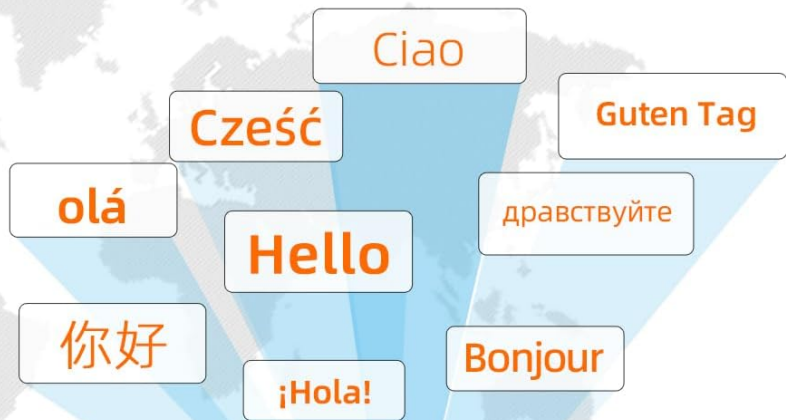 Ciao
Guten Tag
Cześć
olá
дравствуйте
Hello
你好
Bonjour
¡Hola!